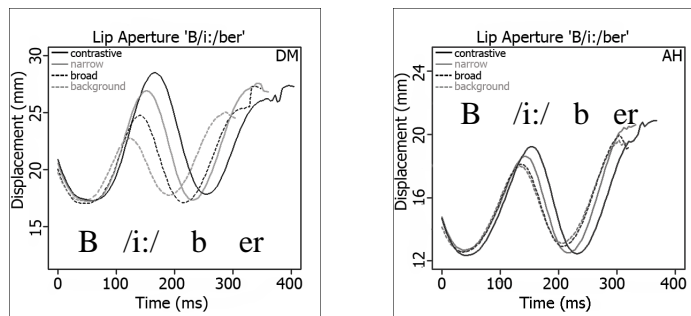 Lip Aperture 'B/i:/ber'
DM
contrastive
narrow
broad
background
Displacement (mm)
30
25
20
15
B /i:/ b er
0 100 200 300 400
Time (ms)
Lip Aperture 'B/i:/ber'
AH
contrastive
narrow
broad
background
Displacement (mm)
24
20
16
12
B /i:/ b er
0 100 200 300 400
Time (ms)